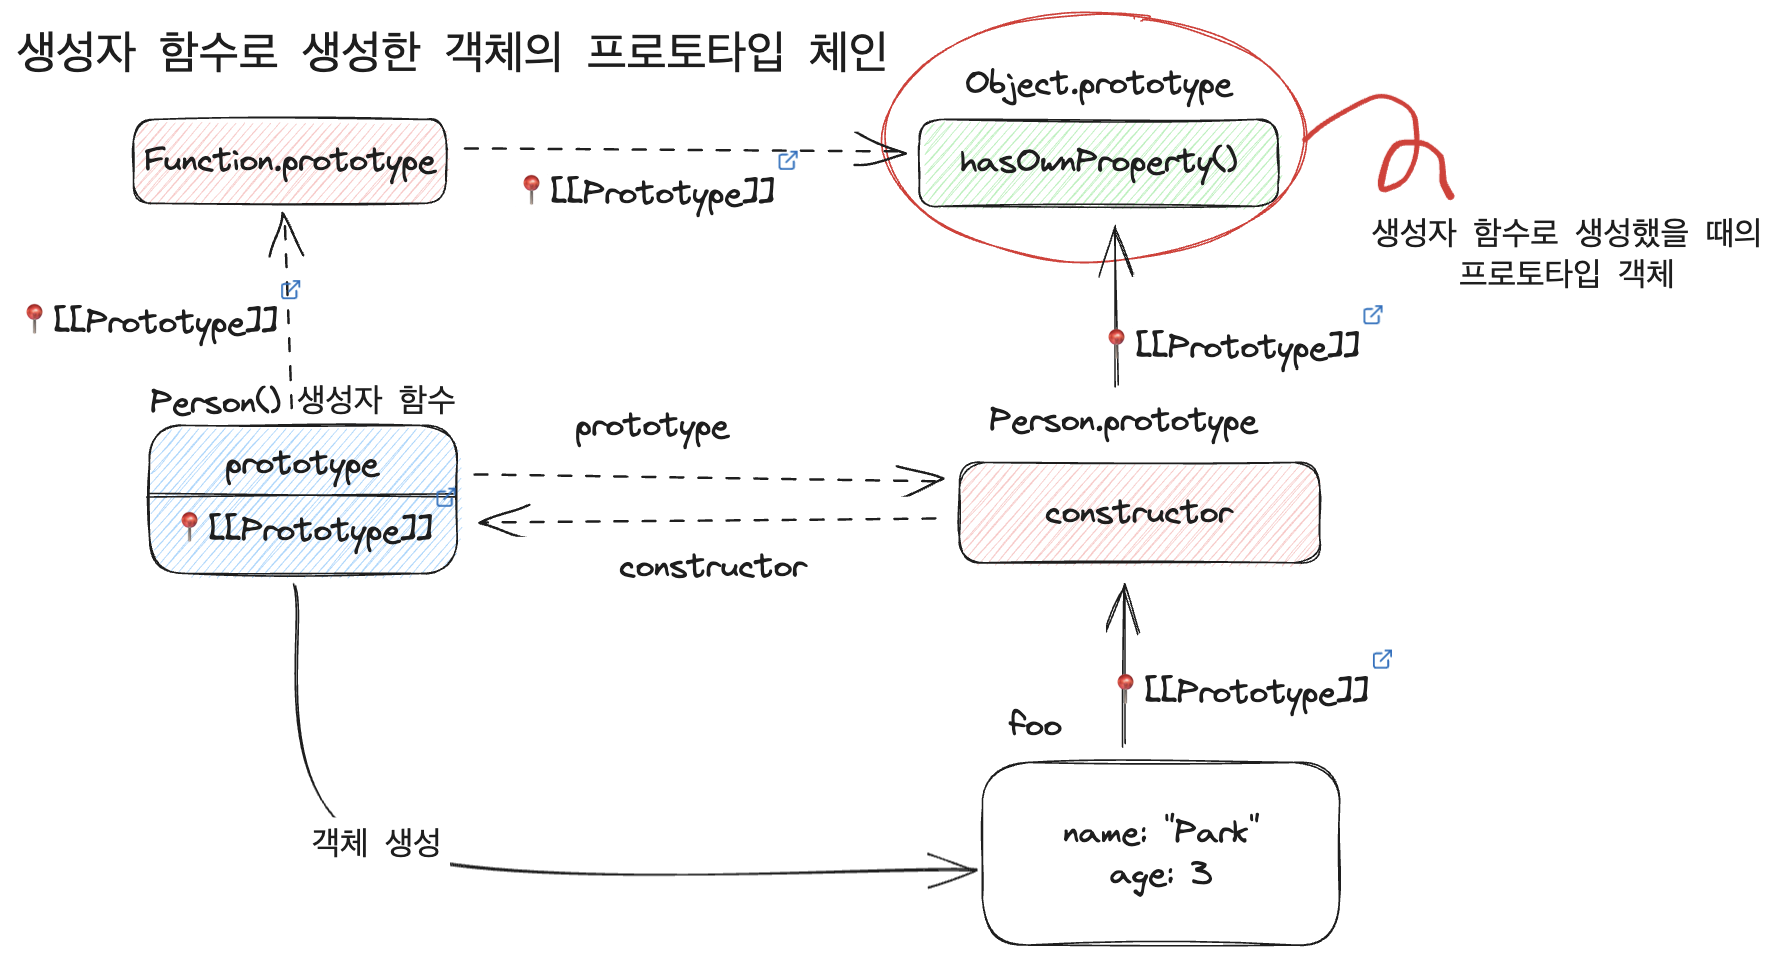 생성자 함수로 생성한 객체의 프로토타입 체인
Object.prototype
Function.prototype
hasOwnProperty()
[[Prototype]]
생성자 함수로 생성했을 때의
프로토타입 객체
[[Prototype]]
[[Prototype]]
Person() 생성자 함수
prototype
Person.prototype
prototype
[[Prototype]]
constructor
constructor
[[Prototype]]
foo
객체 생성
name: "Park"
age: 3